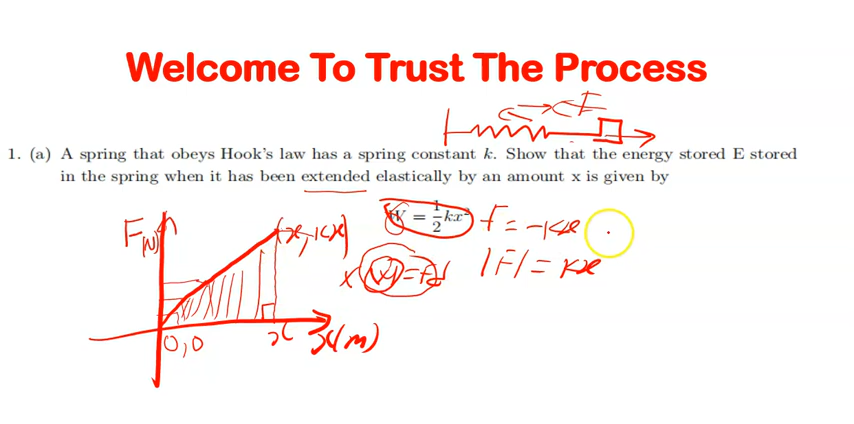 Welcome To Trust The Process
F
1. (a) A spring that obeys Hook's law has a spring constant k. Show that the energy stored E stored
in the spring when it has been extended elastically by an amount x is given by
W = 1/2 kx²
F = -kx
|F| = kx
F(N)
(x, kx)
x W = Fd
0,0
x
x(m)